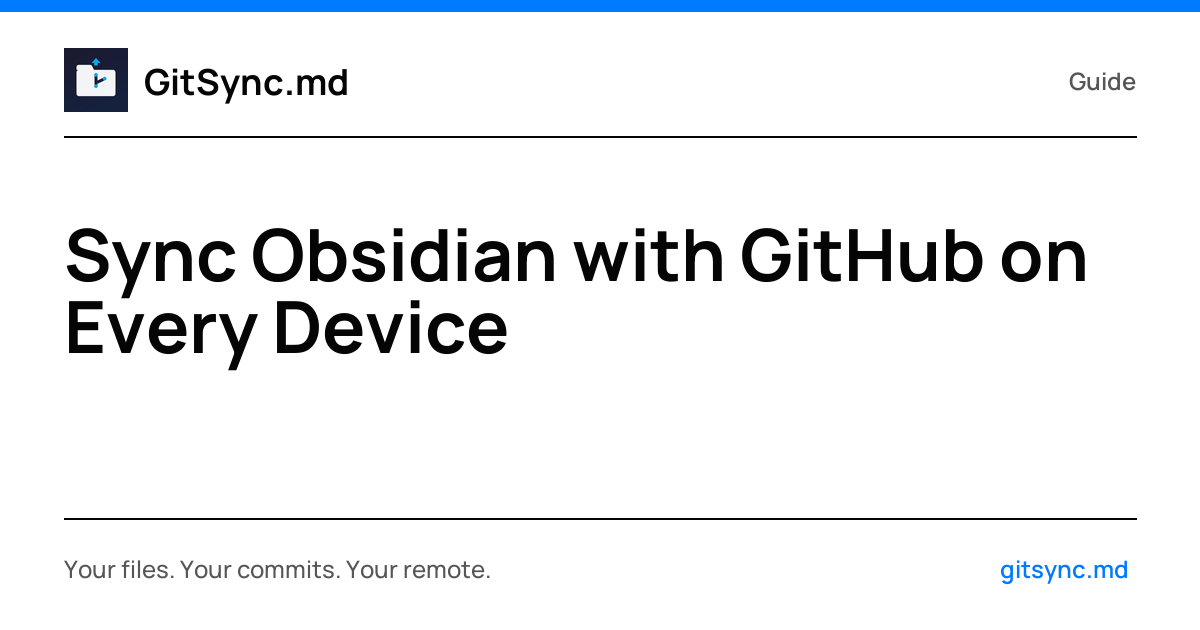 GitSync.md
Guide
Sync Obsidian with GitHub on
Every Device
Your files. Your commits. Your remote.
gitsync.md